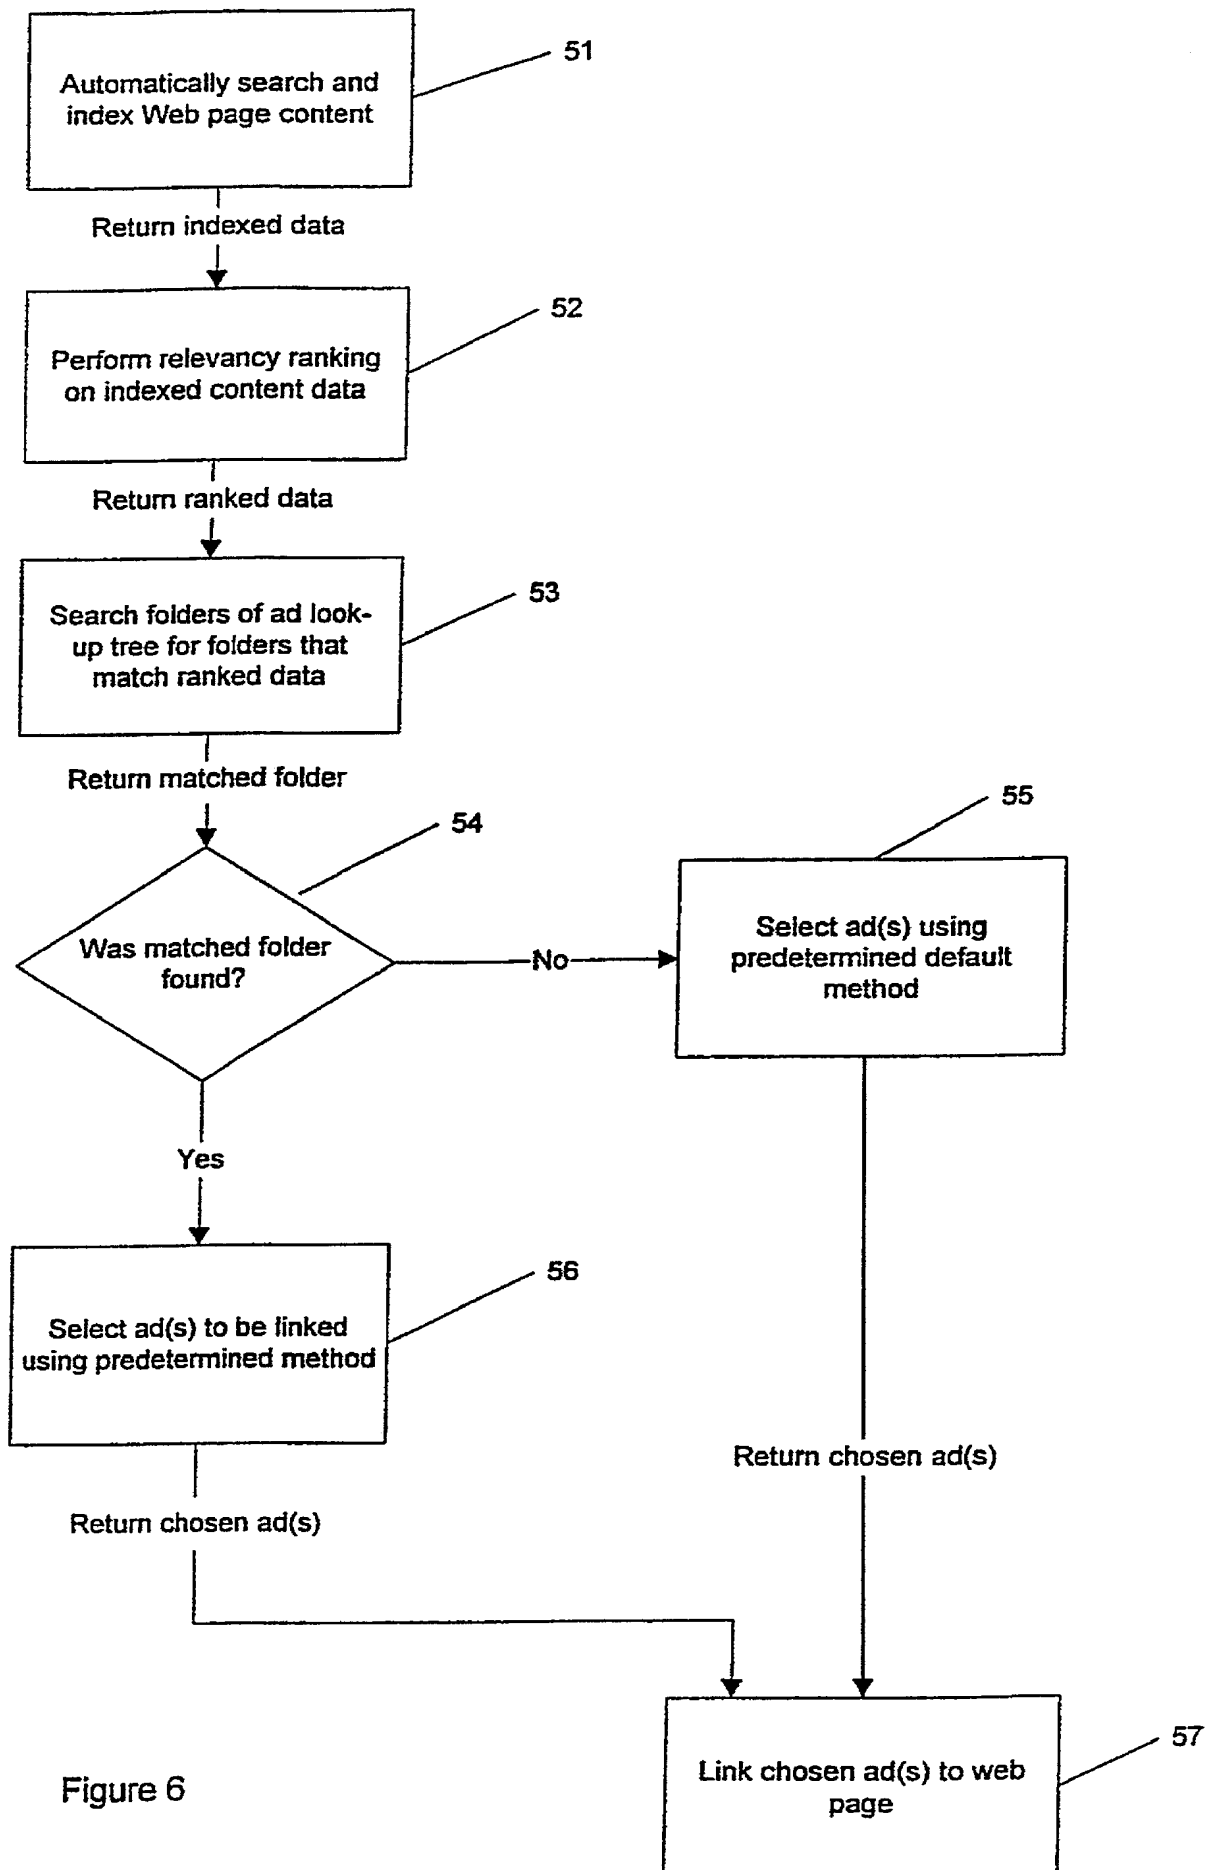 51
Automatically search and
index Web page content
Return indexed data
52
Perform relevancy ranking
on indexed content data
Return ranked data
53
Search folders of ad look-
up tree for folders that
match ranked data
Return matched folder
54
55
Was matched folder
found?
No
Select ad(s) using
predetermined default
method
Yes
56
Select ad(s) to be linked
using predetermined method
Return chosen ad(s)
Return chosen ad(s)
57
Link chosen ad(s) to web
page
Figure 6